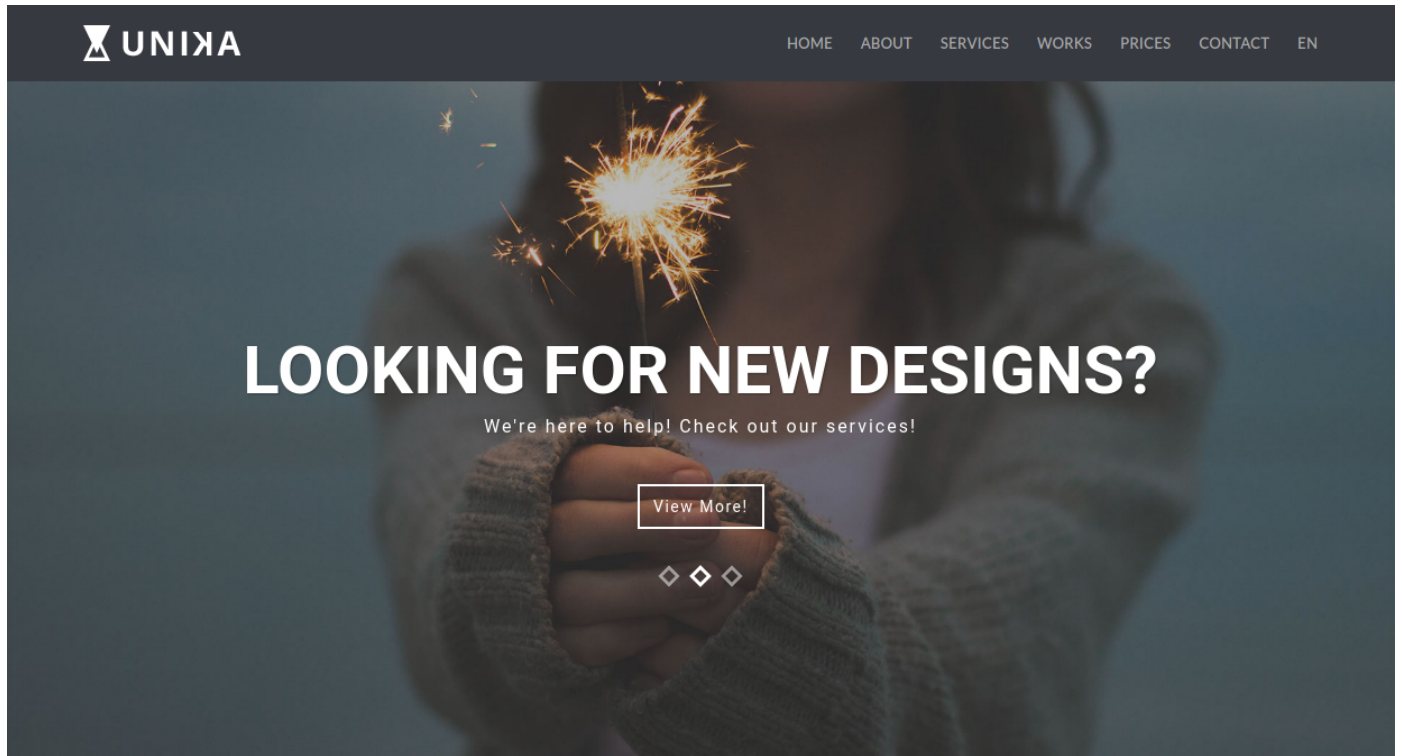 UNIKA
HOME ABOUT SERVICES WORKS PRICES CONTACT EN
LOOKING FOR NEW DESIGNS?
We're here to help! Check out our services!
View More!